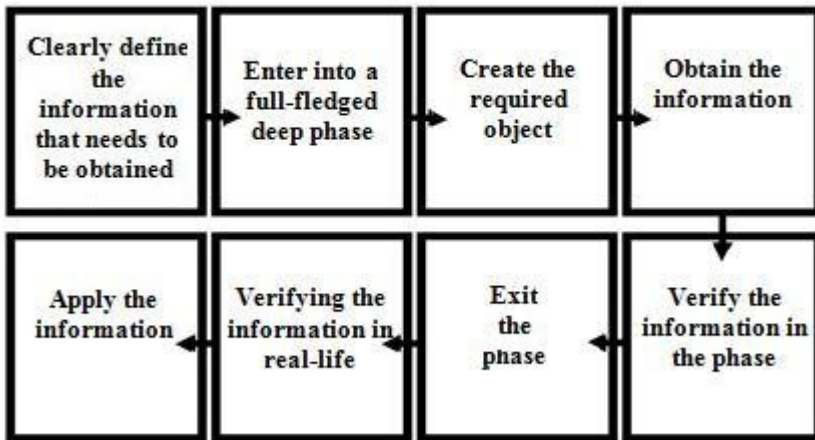 Clearly define
the
information
that needs to
be obtained
Enter into a
full-fledged
deep phase
Create the
required
object
Obtain the
information
Verify the
information in
the phase
Exit
the
phase
Verifying the
information in
real-life
Apply the
information